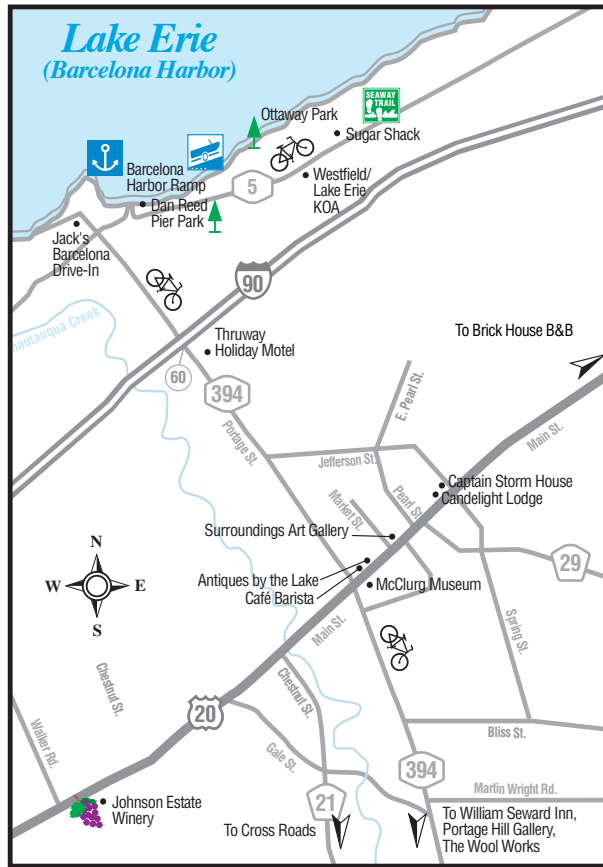 Lake Erie
(Barcelona Harbor)
SEAWAY
TRAIL
Ottaway Park
Sugar Shack
Barcelona
Harbor Ramp
5
Westfield/
Lake Erie
KOA
Dan Reed
Pier Park
Jack's
Barcelona
Drive-In
90
hautauqua Creek
Thruway
Holiday Motel
To Brick House B&B
60
394
E. Pearl St.
Portage St.
Main St.
Jefferson St.
Captain Storm House
Candelight Lodge
Pearl St.
Market St.
Surroundings Art Gallery
29
Antiques by the Lake
Café Barista
McClurg Museum
N
W
E
S
Main St.
Spring St.
Chestnut St.
Chestnut St.
20
Bliss St.
Walker Rd.
Gale St.
394
Martin Wright Rd.
21
Johnson Estate
Winery
To Cross Roads
To William Seward Inn,
Portage Hill Gallery,
The Wool Works